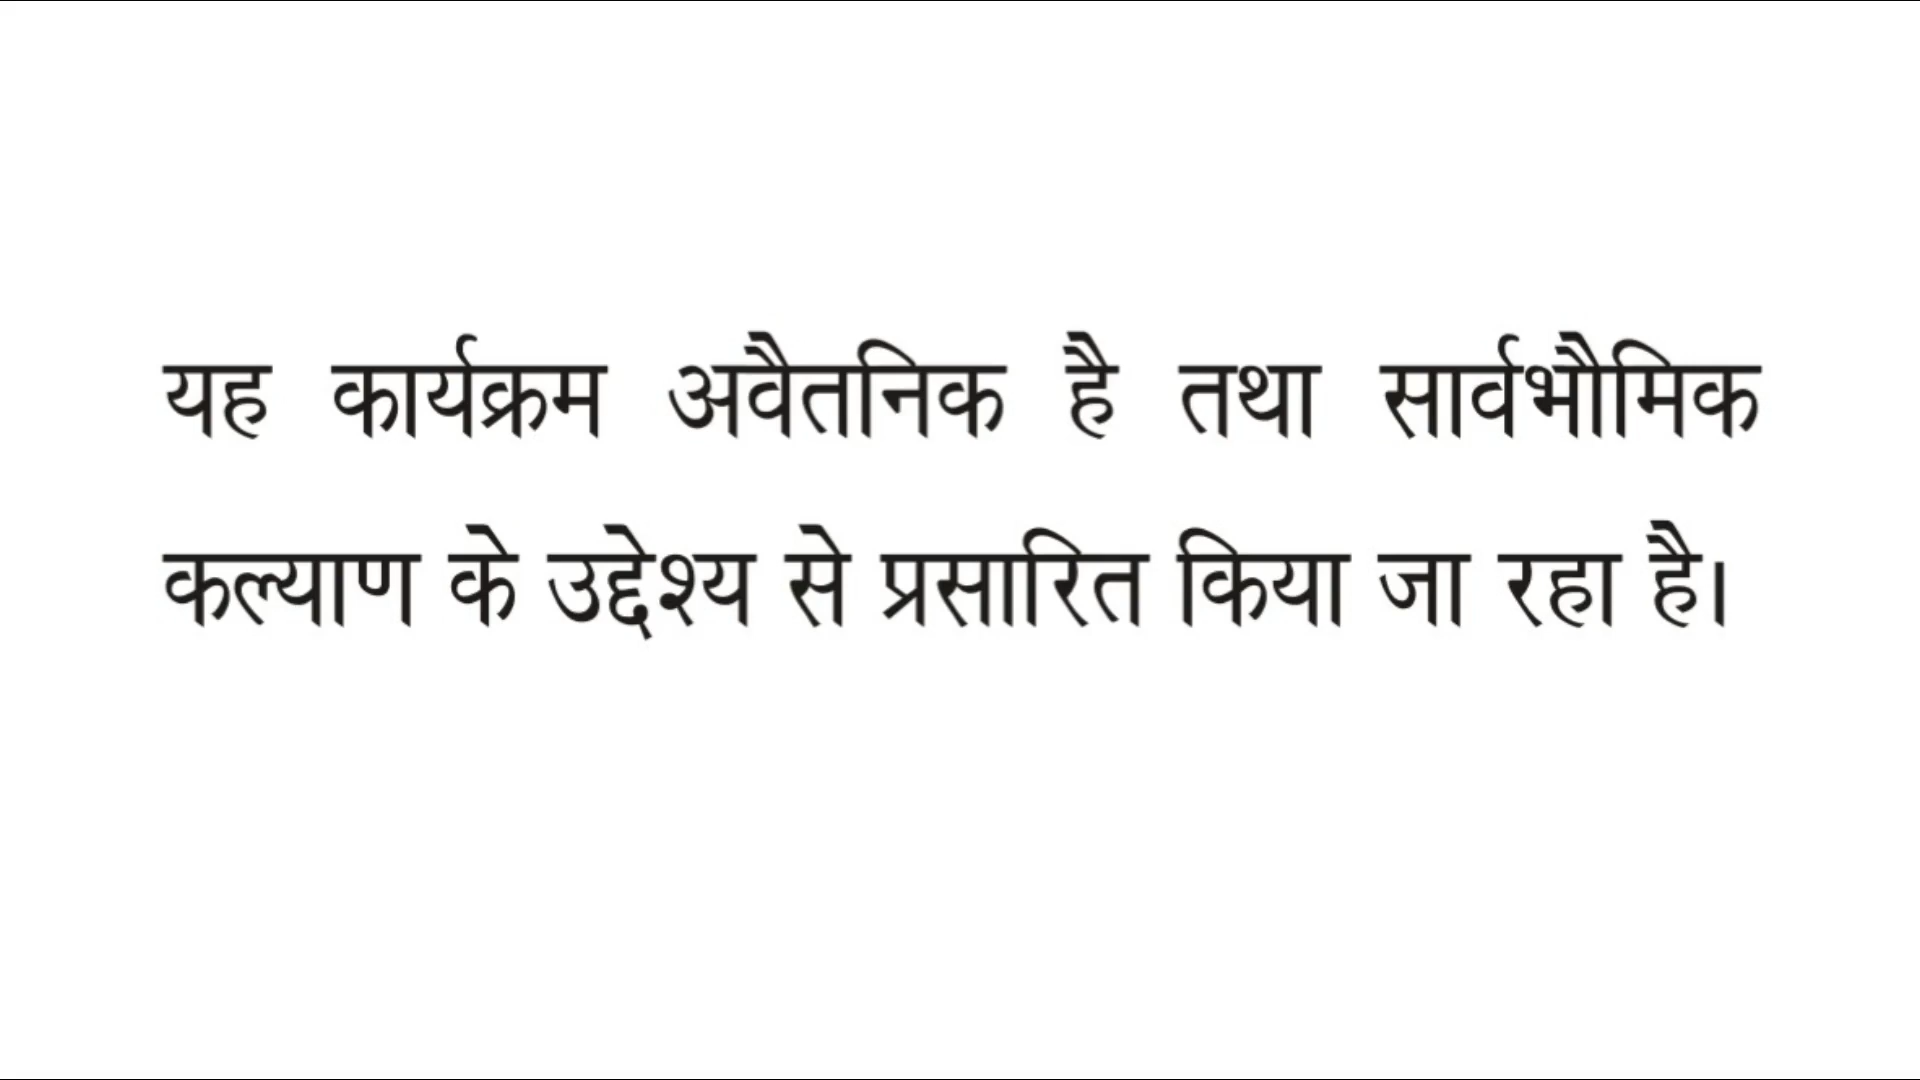 यह कार्यक्रम अवैतनिक है तथा सार्वभौमिक
कल्याण के उद्देश्य से प्रसारित किया जा रहा है।